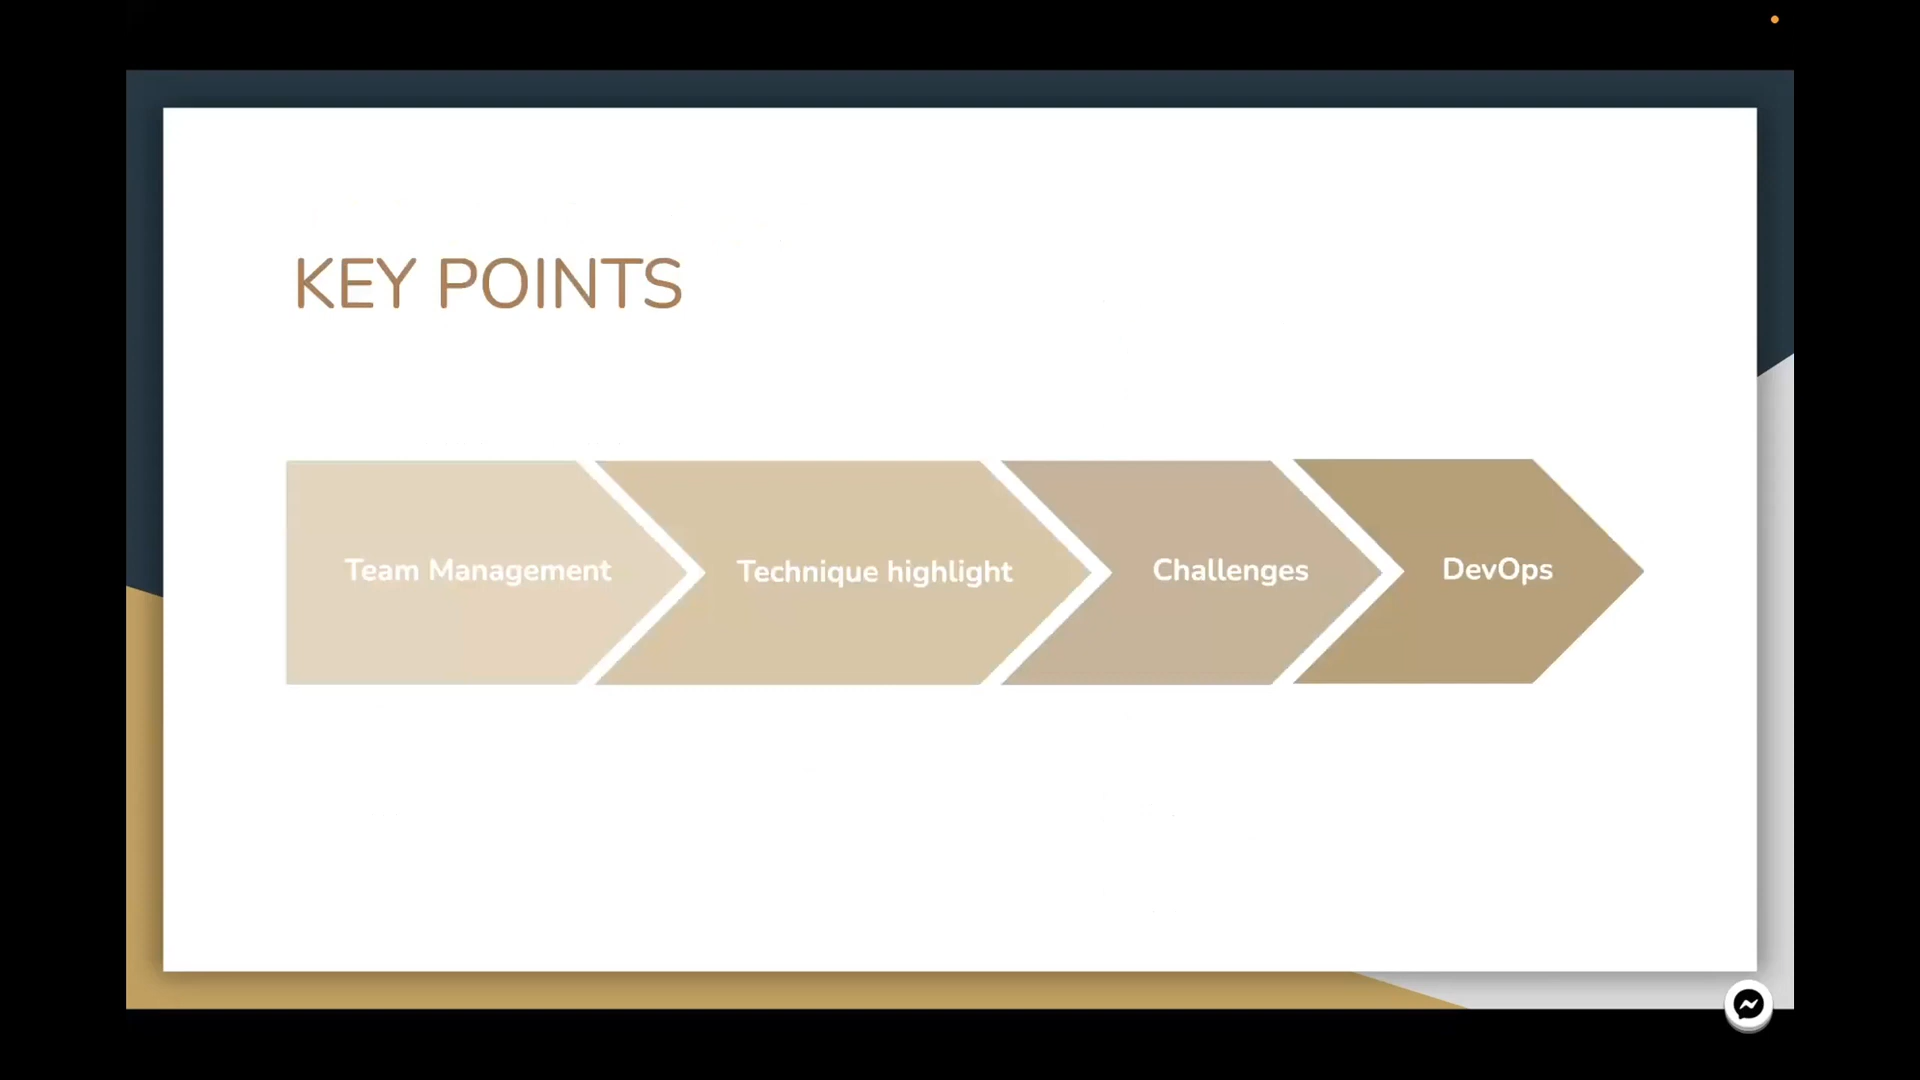 KEY POINTS
Team Management
Technique highlight
Challenges
DevOps